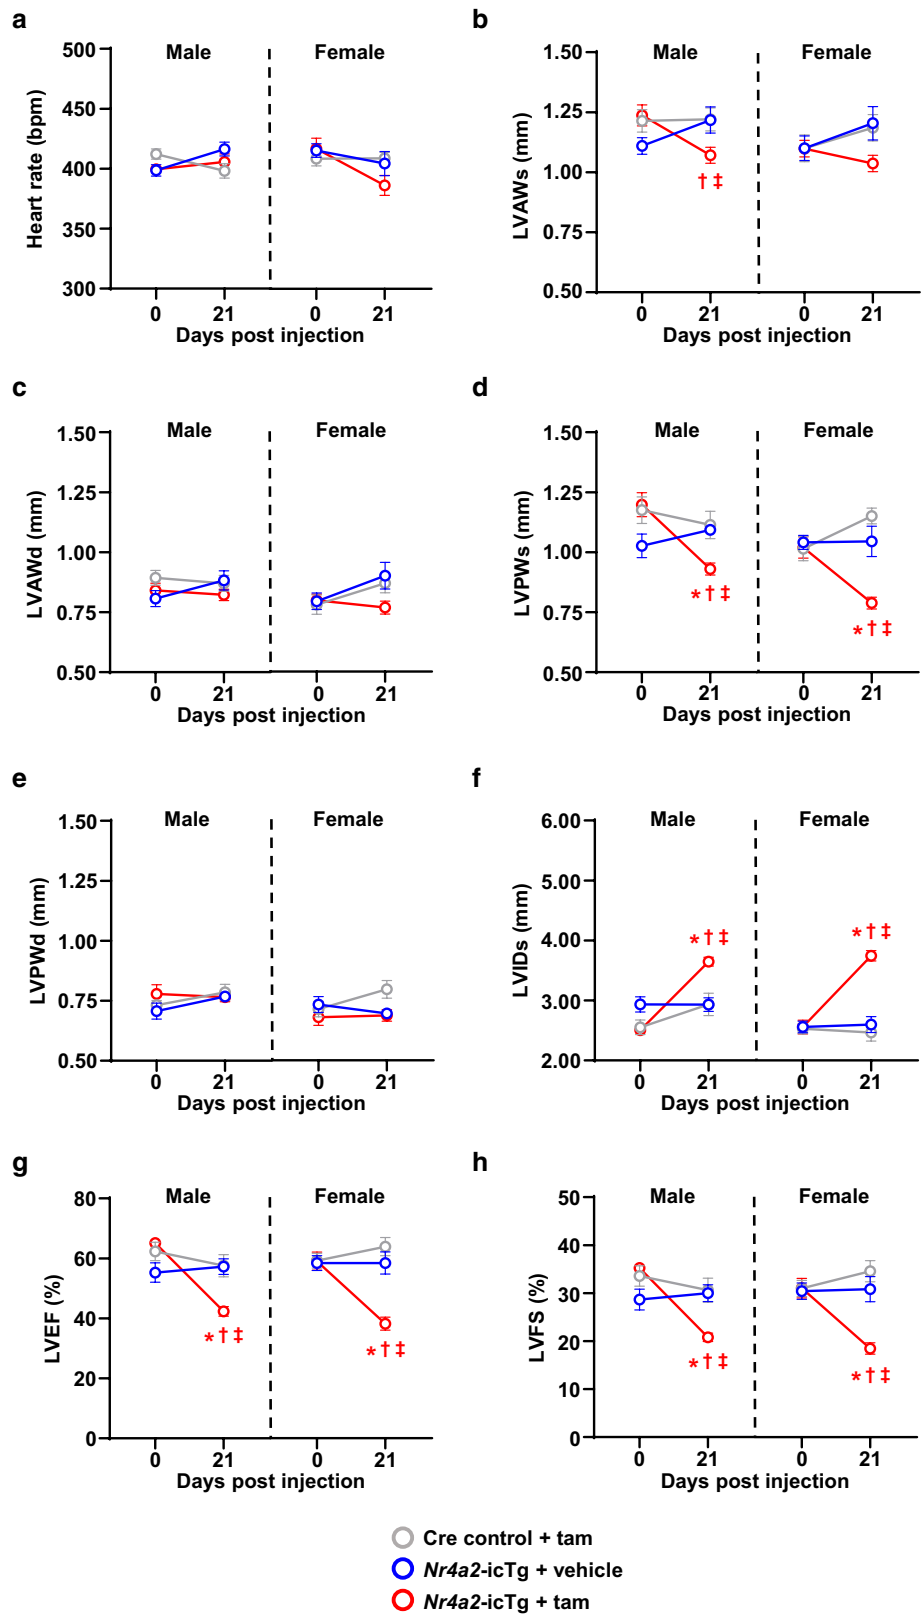 a
Male
Female
Heart rate (bpm)
500
450
400
350
300
0
21
0
21
Days post injection
b
Male
Female
LVAWs (mm)
1.50
1.25
1.00
0.75
0.50
† ‡
0
21
0
21
Days post injection
c
Male
Female
LVAWd (mm)
1.50
1.25
1.00
0.75
0.50
0
21
0
21
Days post injection
d
Male
Female
LVPWs (mm)
1.50
1.25
1.00
0.75
0.50
* † ‡
* † ‡
0
21
0
21
Days post injection
e
Male
Female
LVPWd (mm)
1.50
1.25
1.00
0.75
0.50
0
21
0
21
Days post injection
f
Male
Female
LVIDs (mm)
6.00
5.00
4.00
3.00
2.00
* † ‡
* † ‡
0
21
0
21
Days post injection
g
Male
Female
LVEF (%)
80
60
40
20
0
* † ‡
* † ‡
0
21
0
21
Days post injection
h
Male
Female
LVFS (%)
50
40
30
20
10
0
* † ‡
* † ‡
0
21
0
21
Days post injection
Cre control + tam
Nr4a2-icTg + vehicle
Nr4a2-icTg + tam